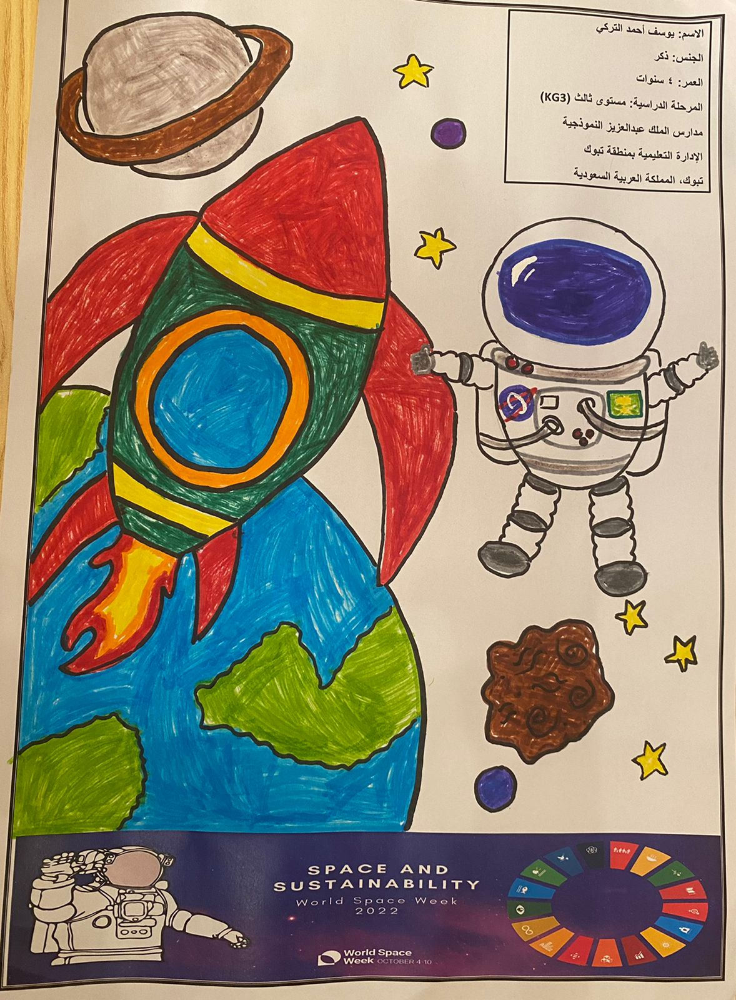 الاسم: يوسف أحمد التركي
الجنس: ذكر
العمر: ٤ سنوات
المرحلة الدراسية: مستوى ثالث (KG3)
مدارس الملك عبدالعزيز النموذجية
الإدارة التعليمية بمنطقة تبوك
تبوك، المملكة العربية السعودية
SPACE AND
SUSTAINABILITY
World Space Week
2022
World Space
Week OCTOBER 4-10